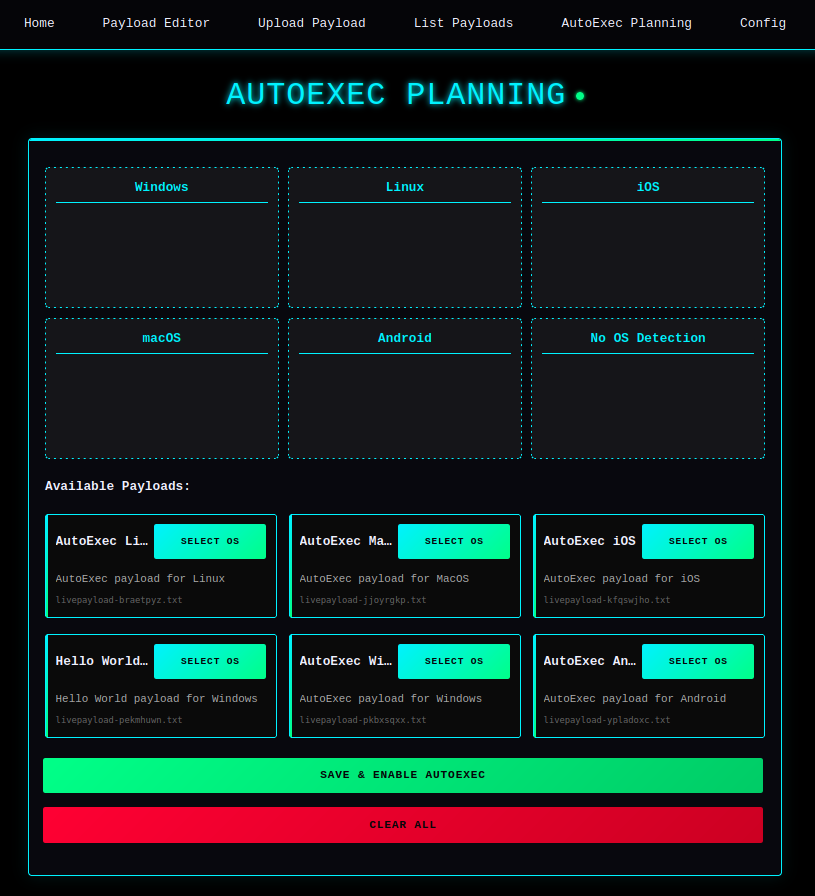 Home Payload Editor Upload Payload List Payloads AutoExec Planning Config
AUTOEXEC PLANNING
Windows Linux iOS
macOS Android No OS Detection
Available Payloads:
AutoExec Li… SELECT OS AutoExec Ma… SELECT OS AutoExec iOS SELECT OS
AutoExec payload for Linux AutoExec payload for MacOS AutoExec payload for iOS
livepayload-braetpyz.txt livepayload-jjoyrgkp.txt livepayload-kfqswjho.txt
Hello World… SELECT OS AutoExec Wi… SELECT OS AutoExec An… SELECT OS
Hello World payload for Windows AutoExec payload for Windows AutoExec payload for Android
livepayload-pekmhuwn.txt livepayload-pkbxsqxx.txt livepayload-ypladoxc.txt
SAVE & ENABLE AUTOEXEC
CLEAR ALL